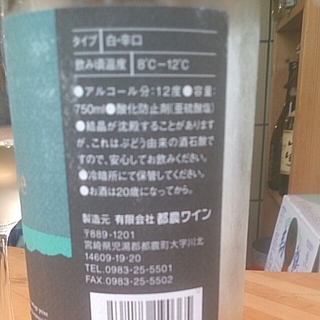 タイプ 白・辛口
飲み頃温度 8℃-12℃
●アルコール分:12度●容量:
750ml●酸化防止剤(亜硫酸塩)
●結晶が沈殿することがあります
が、これはぶどう由来の酒石酸で
ですので、安心してお飲みください。
●冷暗所にて保管してください。
●お酒は20歳になってから。
製造元 有限会社 都農ワイン
〒889-1201
宮崎県児湯郡都農町大字川北
14609-19・20
TEL.0983-25-5501
FAX.0983-25-5502